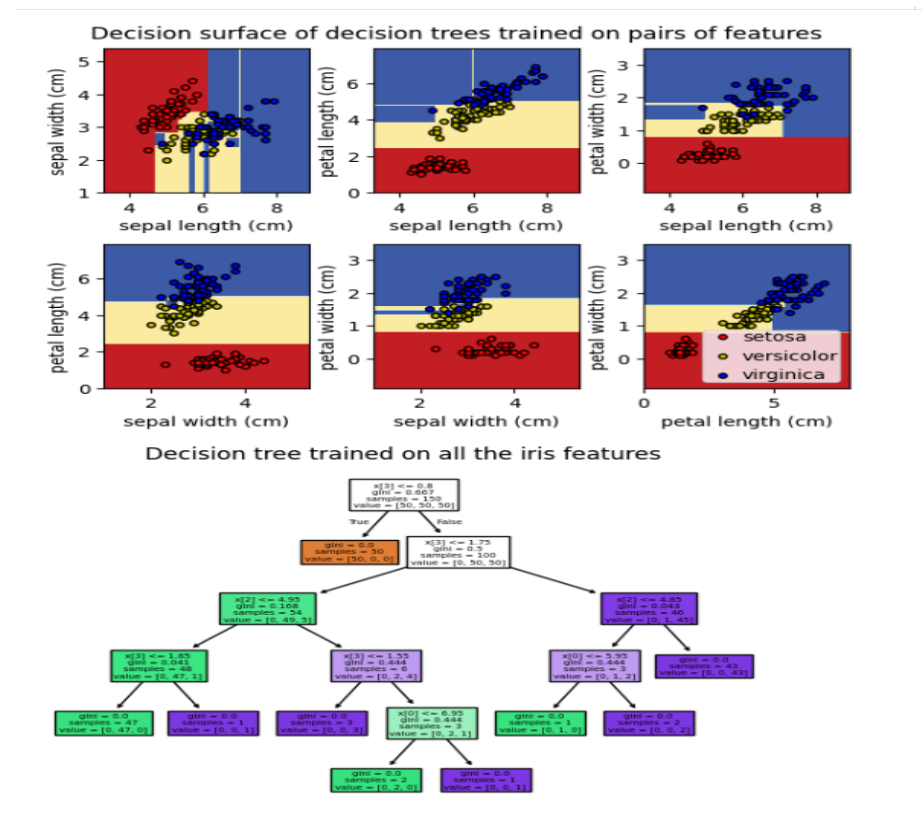 Decision surface of decision trees trained on pairs of features
5
4
3
2
1
sepal width (cm)
4 6 8
sepal length (cm)
6
4
2
0
petal length (cm)
4 6 8
sepal length (cm)
3
2
1
0
petal width (cm)
4 6 8
sepal length (cm)
6
4
2
0
petal length (cm)
2 4
sepal width (cm)
3
2
1
0
petal width (cm)
2 4
sepal width (cm)
3
2
1
0
petal width (cm)
setosa
versicolor
virginica
0 5
petal length (cm)
Decision tree trained on all the iris features
x[3] <= 0.8
gini = 0.667
samples = 150
value = [50, 50, 50]
True
False
gini = 0.0
samples = 50
value = [50, 0, 0]
x[3] <= 1.75
gini = 0.5
samples = 100
value = [0, 50, 50]
x[2] <= 4.95
gini = 0.168
samples = 54
value = [0, 49, 5]
x[2] <= 4.85
gini = 0.043
samples = 46
value = [0, 1, 45]
x[3] <= 1.65
gini = 0.041
samples = 48
value = [0, 47, 1]
x[3] <= 1.55
gini = 0.444
samples = 6
value = [0, 2, 4]
x[0] <= 5.95
gini = 0.444
samples = 3
value = [0, 1, 2]
gini = 0.0
samples = 43
value = [0, 0, 43]
gini = 0.0
samples = 47
value = [0, 47, 0]
gini = 0.0
samples = 1
value = [0, 0, 1]
gini = 0.0
samples = 3
value = [0, 0, 3]
x[0] <= 6.95
gini = 0.444
samples = 3
value = [0, 2, 1]
gini = 0.0
samples = 1
value = [0, 1, 0]
gini = 0.0
samples = 2
value = [0, 0, 2]
gini = 0.0
samples = 2
value = [0, 2, 0]
gini = 0.0
samples = 1
value = [0, 0, 1]